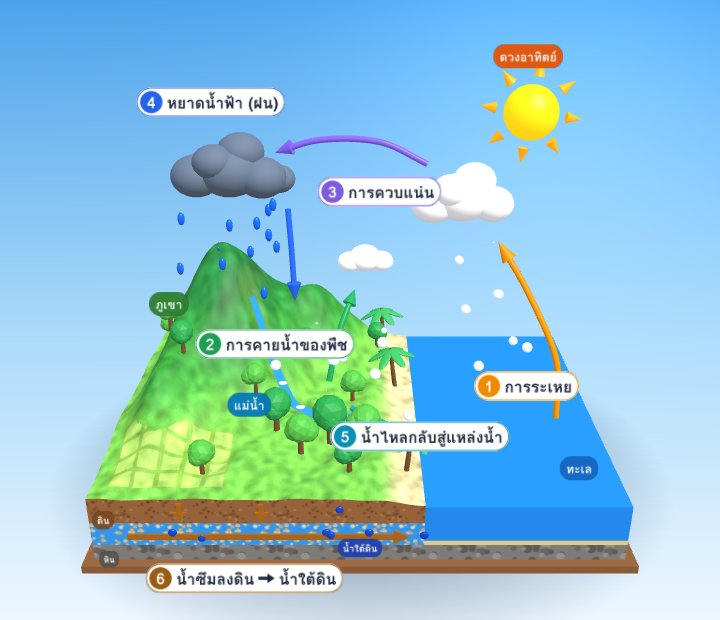 ดวงอาทิตย์
4 หยาดน้ำฟ้า (ฝน)
3 การควบแน่น
ภูเขา
2 การคายน้ำของพืช
1 การระเหย
แม่น้ำ
5 น้ำไหลกลับสู่แหล่งน้ำ
ทะเล
ดิน
น้ำใต้ดิน
หิน
6 น้ำซึมลงดิน ➡ น้ำใต้ดิน